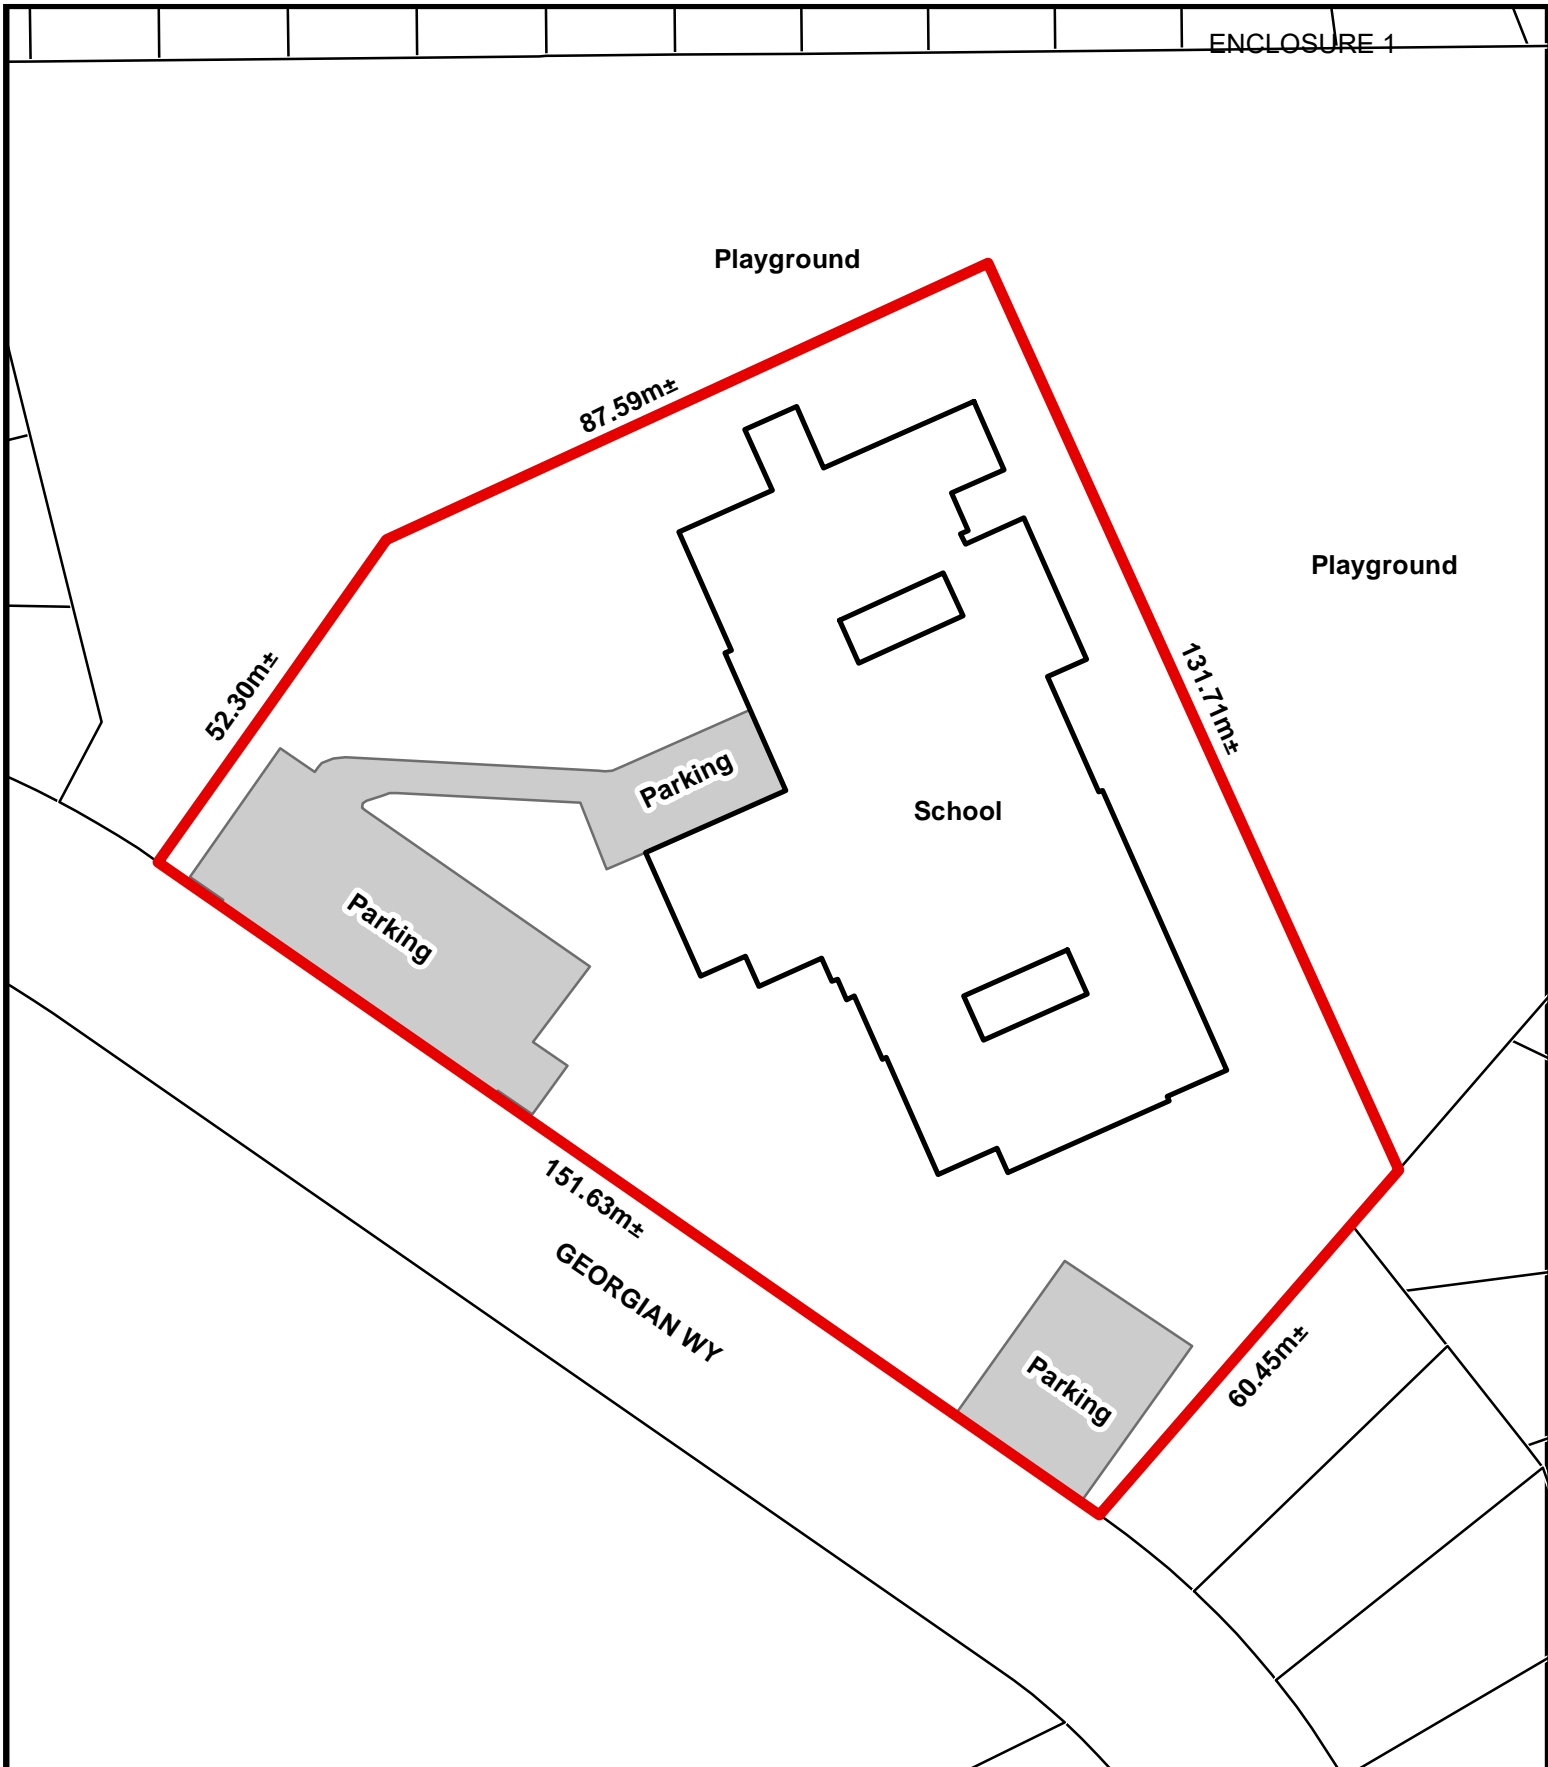 ENCLOSURE 1
Playground
87.59m±
Playground
52.30m±
131.71m±
Parking
School
Parking
151.63m±
GEORGIAN WY
60.45m±
Parking